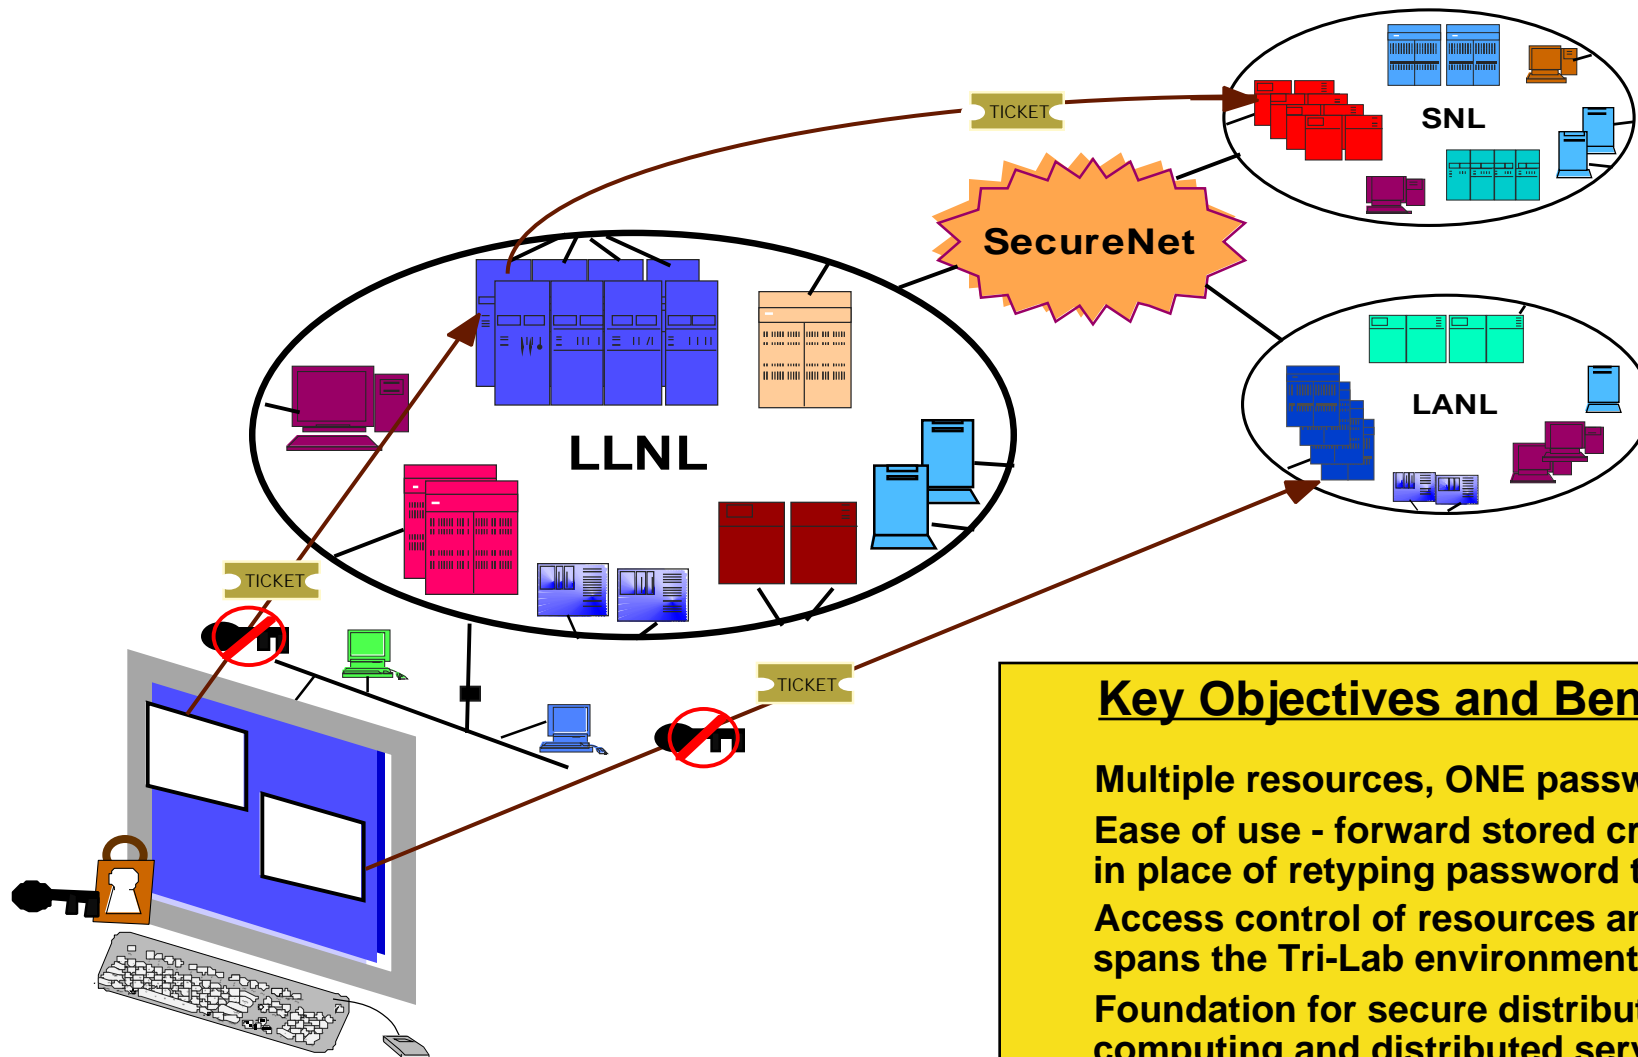 TICKET
SNL
SecureNet
LANL
LLNL
TICKET
TICKET
Key Objectives and Ben
Multiple resources, ONE passw
Ease of use - forward stored cr
in place of retyping password t
Access control of resources an
spans the Tri-Lab environment
Foundation for secure distribut
computing and distributed serv